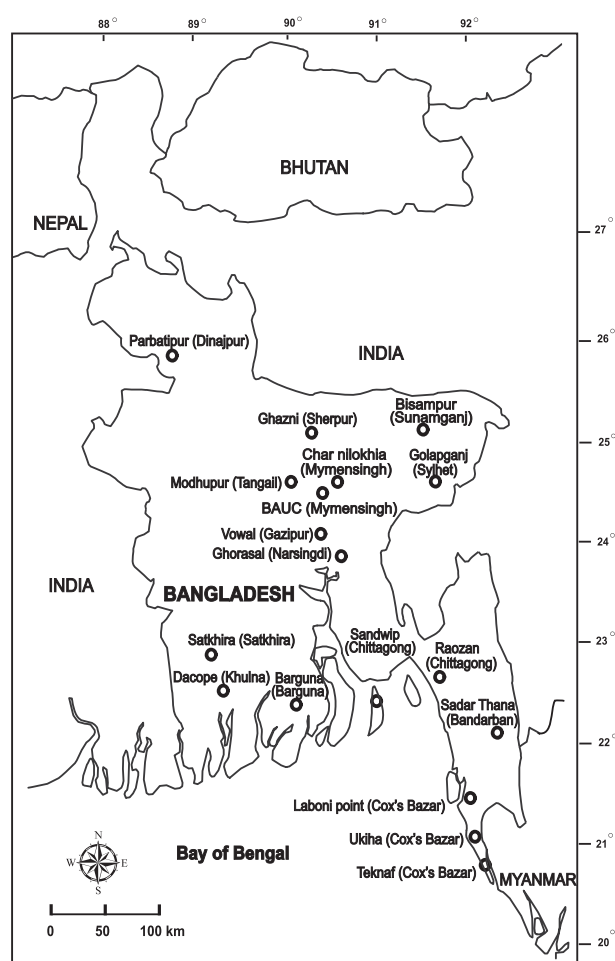 88° 89° 90° 91° 92°
BHUTAN
NEPAL
27°
26°
Parbatipur (Dinajpur)
INDIA
Bisampur
(Sunamganj)
Ghazni (Sherpur)
25°
Char nilokhia
(Mymensingh)
Golapganj
(Sylhet)
Modhupur (Tangail)
BAUC (Mymensingh)
Vowal (Gazipur)
24°
Ghorasal (Narsingdi)
INDIA
BANGLADESH
Sandwip
(Chittagong)
23°
Satkhira (Satkhira)
Raozan
(Chittagong)
Dacope (Khulna)
Barguna
(Barguna)
Sadar Thana
(Bandarban)
22°
Laboni point (Cox's Bazar)
Ukiha (Cox's Bazar)
21°
Bay of Bengal
N
W E
S
Teknaf (Cox's Bazar)
MYANMAR
0 50 100 km
20°